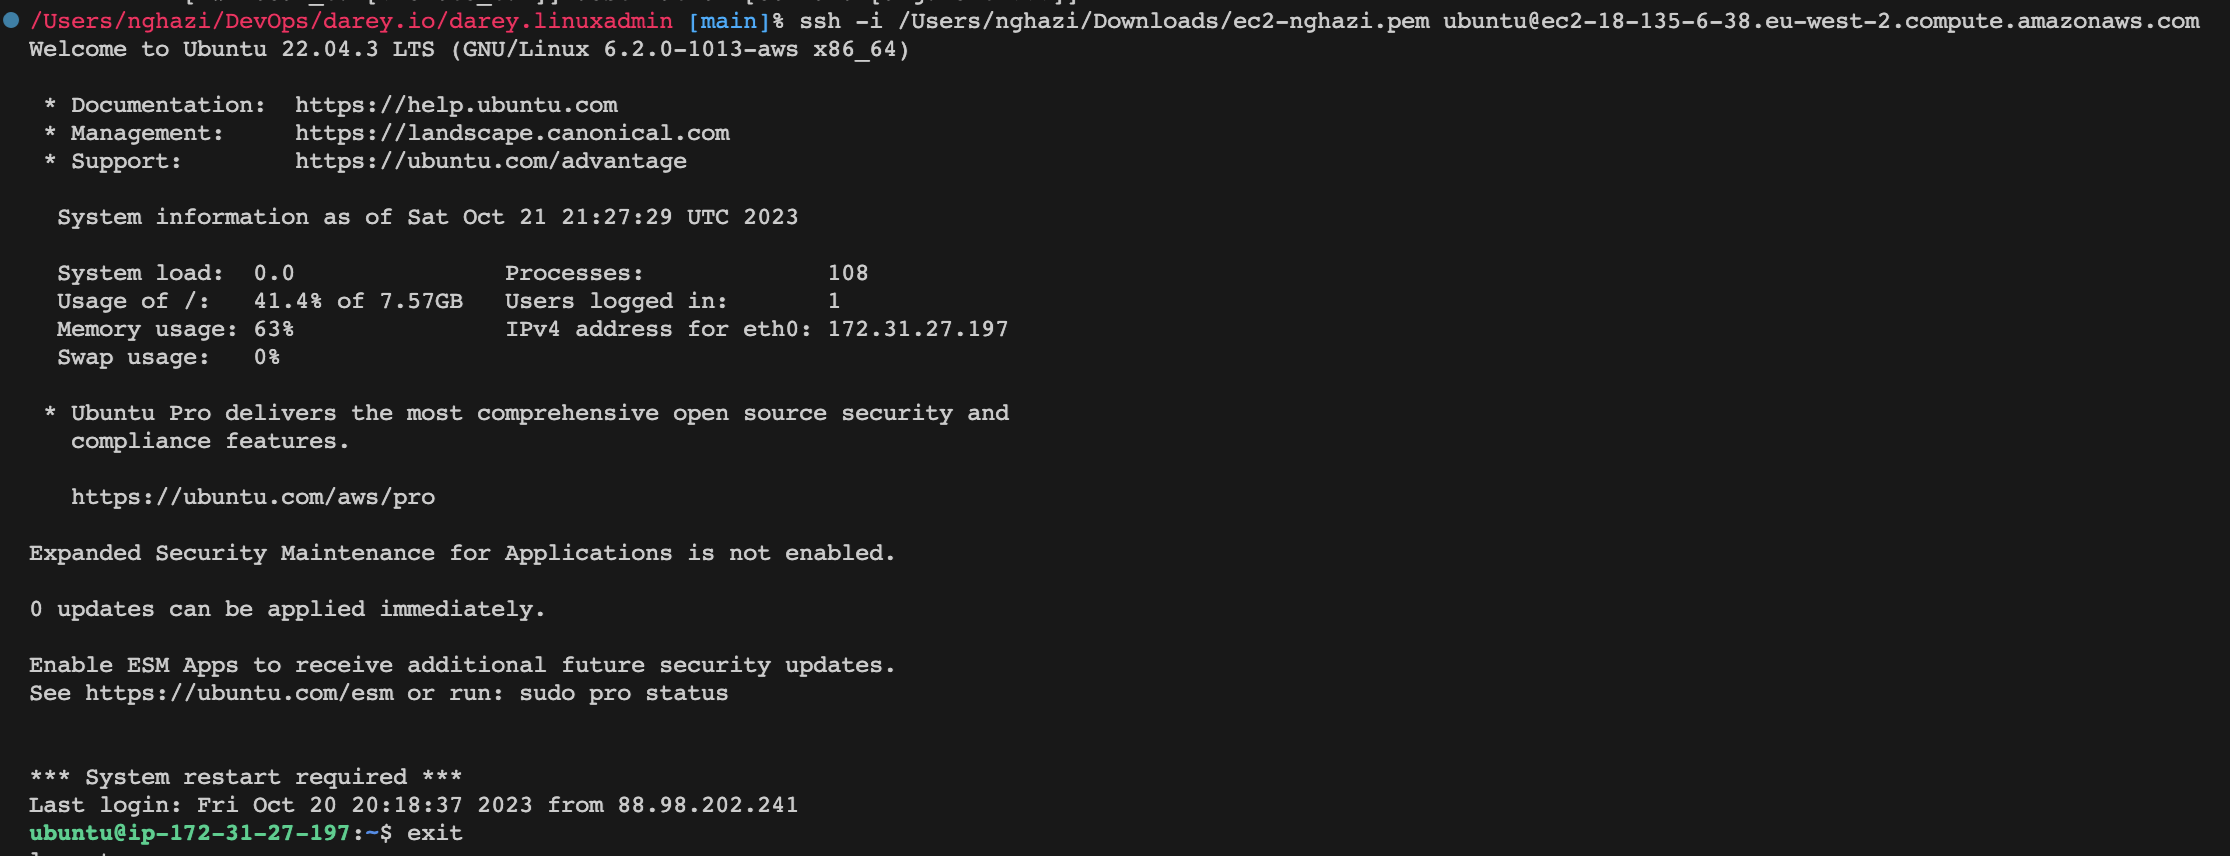 /Users/nghazi/DevOps/darey.io/darey.linuxadmin [main]% ssh -i /Users/nghazi/Downloads/ec2-nghazi.pem ubuntu@ec2-18-135-6-38.eu-west-2.compute.amazonaws.com
Welcome to Ubuntu 22.04.3 LTS (GNU/Linux 6.2.0-1013-aws x86_64)
* Documentation:  https://help.ubuntu.com
* Management:     https://landscape.canonical.com
* Support:        https://ubuntu.com/advantage
System information as of Sat Oct 21 21:27:29 UTC 2023
System load:  0.0               Processes:             108
Usage of /:   41.4% of 7.57GB   Users logged in:       1
Memory usage: 63%               IPv4 address for eth0: 172.31.27.197
Swap usage:   0%
* Ubuntu Pro delivers the most comprehensive open source security and
compliance features.
https://ubuntu.com/aws/pro
Expanded Security Maintenance for Applications is not enabled.
0 updates can be applied immediately.
Enable ESM Apps to receive additional future security updates.
See https://ubuntu.com/esm or run: sudo pro status
*** System restart required ***
Last login: Fri Oct 20 20:18:37 2023 from 88.98.202.241
ubuntu@ip-172-31-27-197:~$ exit